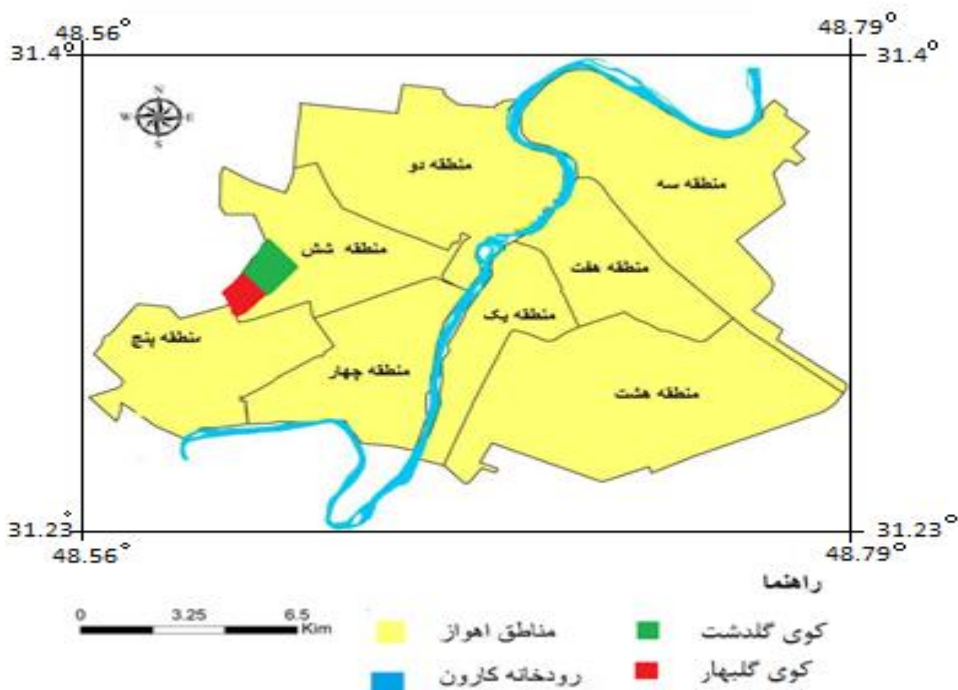 48.56° 48.79°
31.4° 31.4°
N
W E
S
منطقه دو
منطقه سه
منطقه شش
منطقه هفت
منطقه یک
منطقه پنج
منطقه چهار
منطقه هشت
31.23° 31.23°
48.56° 48.79°
راهنما
0 3.25 6.5
Kim
مناطق اهواز
کوی گلدشت
رودخانه کارون
کوی گلبهار